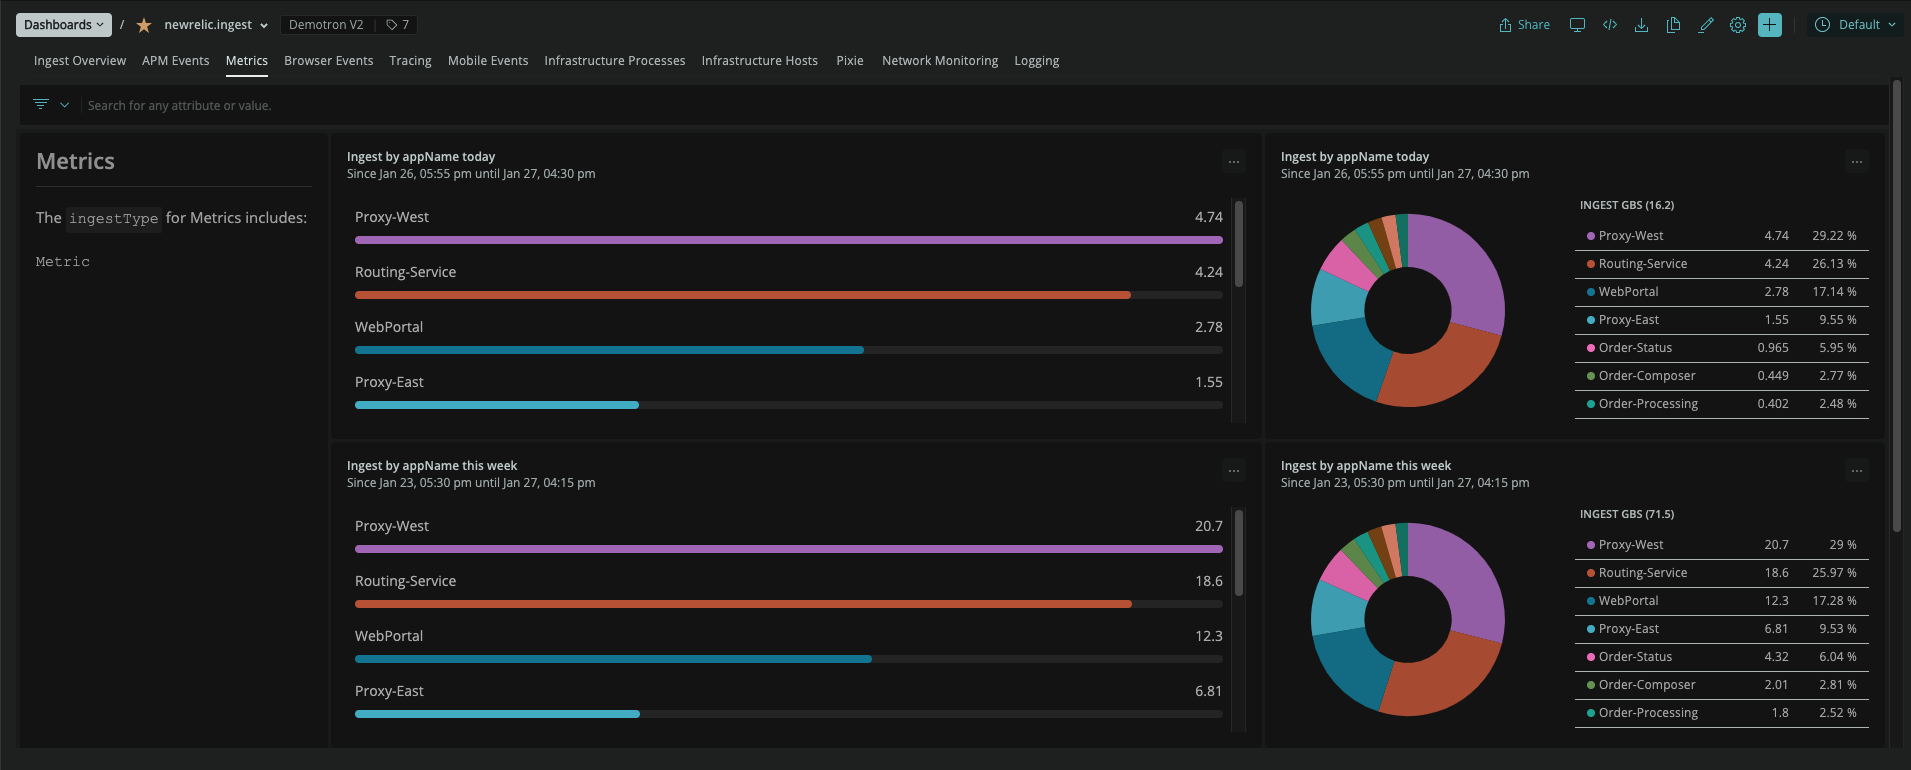 Dashboards / newrelic.ingest Demotron V2 7 Share Default
Ingest Overview APM Events Metrics Browser Events Tracing Mobile Events Infrastructure Processes Infrastructure Hosts Pixie Network Monitoring Logging
Search for any attribute or value.
Metrics
The ingestType for Metrics includes:
Metric
Ingest by appName today
Since Jan 26, 05:55 pm until Jan 27, 04:30 pm
Proxy-West 4.74
Routing-Service 4.24
WebPortal 2.78
Proxy-East 1.55
Ingest by appName today
Since Jan 26, 05:55 pm until Jan 27, 04:30 pm
INGEST GBS (16.2)
Proxy-West 4.74 29.22 %
Routing-Service 4.24 26.13 %
WebPortal 2.78 17.14 %
Proxy-East 1.55 9.55 %
Order-Status 0.965 5.95 %
Order-Composer 0.449 2.77 %
Order-Processing 0.402 2.48 %
Ingest by appName this week
Since Jan 23, 05:30 pm until Jan 27, 04:15 pm
Proxy-West 20.7
Routing-Service 18.6
WebPortal 12.3
Proxy-East 6.81
Ingest by appName this week
Since Jan 23, 05:30 pm until Jan 27, 04:15 pm
INGEST GBS (71.5)
Proxy-West 20.7 29 %
Routing-Service 18.6 25.97 %
WebPortal 12.3 17.28 %
Proxy-East 6.81 9.53 %
Order-Status 4.32 6.04 %
Order-Composer 2.01 2.81 %
Order-Processing 1.8 2.52 %